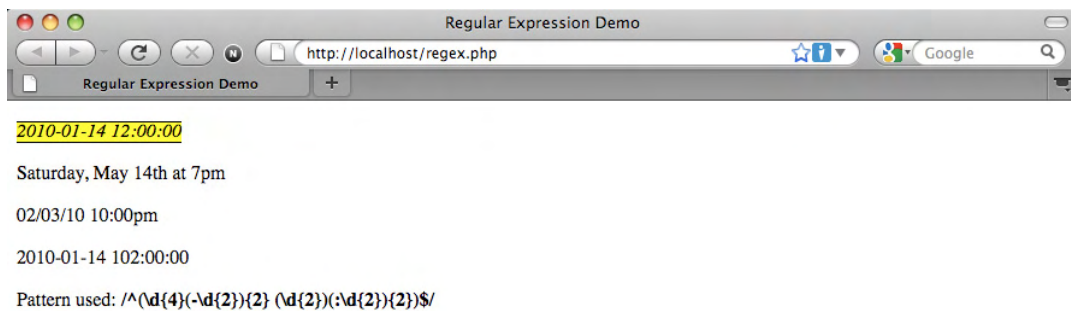 Regular Expression Demo
http://localhost/regex.php
Google
Regular Expression Demo
2010-01-14 12:00:00
Saturday, May 14th at 7pm
02/03/10 10:00pm
2010-01-14 102:00:00
Pattern used: /^(\d{4}(-\d{2}){2} (\d{2})(:\d{2}){2})$/